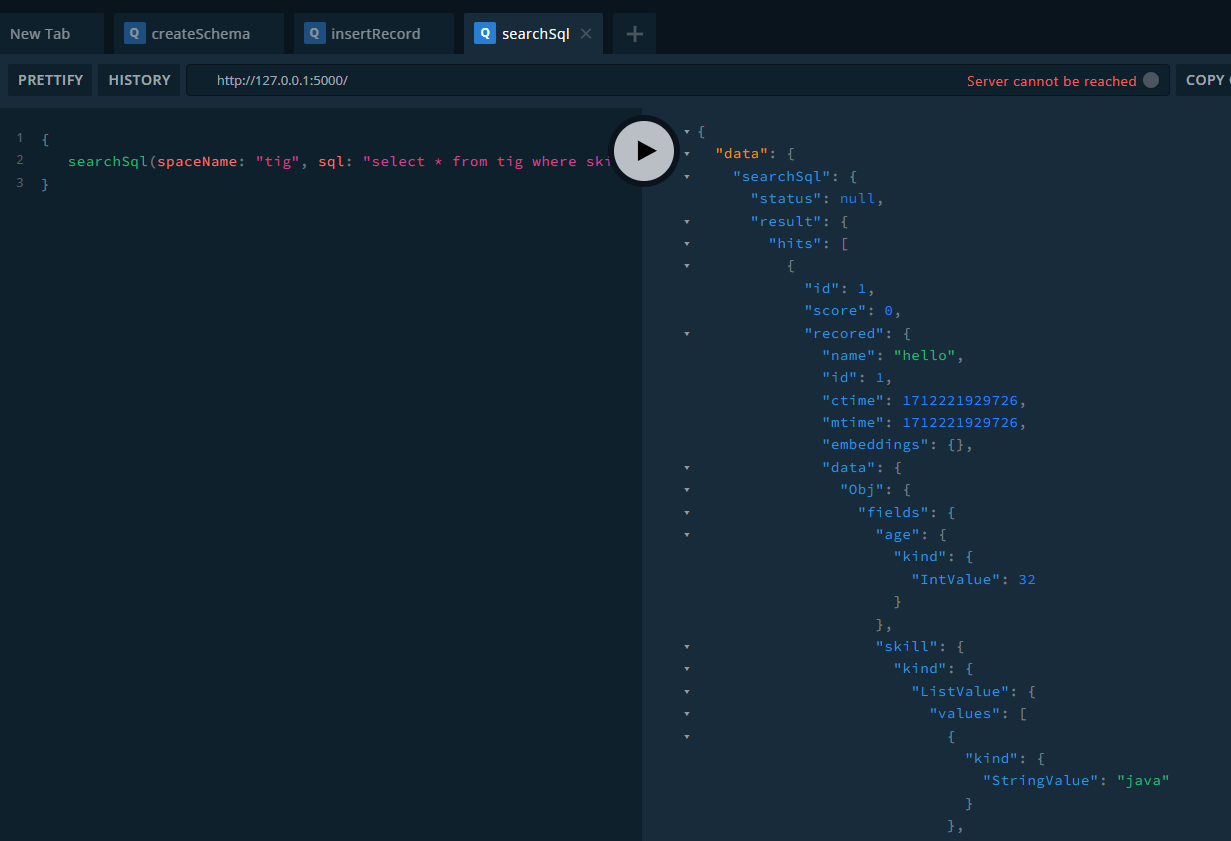 New Tab
Q createSchema
Q insertRecord
Q searchSql
PRETTIFY HISTORY http://127.0.0.1:5000/ Server cannot be reached COPY
1 {
2 searchSql(spaceName: "tig", sql: "select * from tig where ski
3 }
{
"data": {
"searchSql": {
"status": null,
"result": {
"hits": [
{
"id": 1,
"score": 0,
"recored": {
"name": "hello",
"id": 1,
"ctime": 1712221929726,
"mtime": 1712221929726,
"embeddings": {},
"data": {
"Obj": {
"fields": {
"age": {
"kind": {
"IntValue": 32
}
},
"skill": {
"kind": {
"ListValue": {
"values": [
{
"kind": {
"StringValue": "java"
}
},